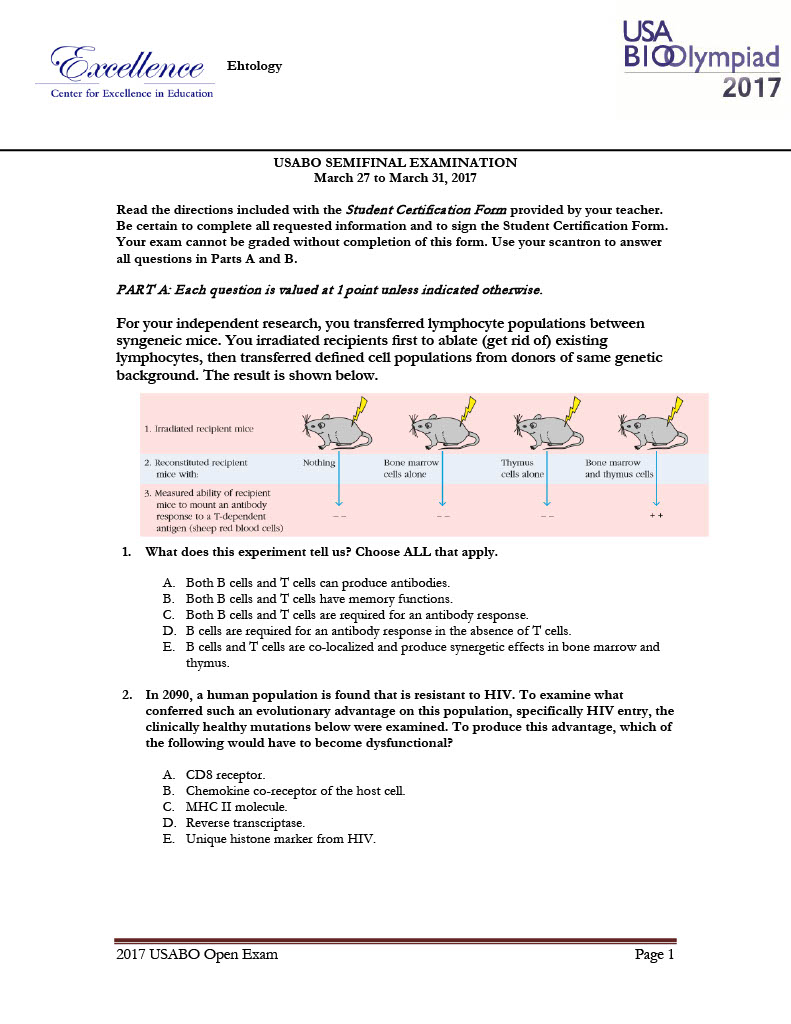 Excellence
Center for Excellence in Education
Ehtology
USA
BIOOlympiad
2017
USABO SEMIFINAL EXAMINATION
March 27 to March 31, 2017
Read the directions included with the Student Certification Form provided by your teacher.
Be certain to complete all requested information and to sign the Student Certification Form.
Your exam cannot be graded without completion of this form. Use your scantron to answer
all questions in Parts A and B.
PART A: Each question is valued at 1 point unless indicated otherwise.
For your independent research, you transferred lymphocyte populations between
syngeneic mice. You irradiated recipients first to ablate (get rid of) existing
lymphocytes, then transferred defined cell populations from donors of same genetic
background. The result is shown below.
1. Irradiated recipient mice
2. Reconstituted recipient
mice with:
Nothing
Bone marrow
cells alone
Thymus
cells alone
Bone marrow
and thymus cells
3. Measured ability of recipient
mice to mount an antibody
response to a T-dependent
antigen (sheep red blood cells)
– –
– –
– –
+ +
1. What does this experiment tell us? Choose ALL that apply.
A. Both B cells and T cells can produce antibodies.
B. Both B cells and T cells have memory functions.
C. Both B cells and T cells are required for an antibody response.
D. B cells are required for an antibody response in the absence of T cells.
E. B cells and T cells are co-localized and produce synergetic effects in bone marrow and
thymus.
2. In 2090, a human population is found that is resistant to HIV. To examine what
conferred such an evolutionary advantage on this population, specifically HIV entry, the
clinically healthy mutations below were examined. To produce this advantage, which of
the following would have to become dysfunctional?
A. CD8 receptor.
B. Chemokine co-receptor of the host cell.
C. MHC II molecule.
D. Reverse transcriptase.
E. Unique histone marker from HIV.
2017 USABO Open Exam
Page 1